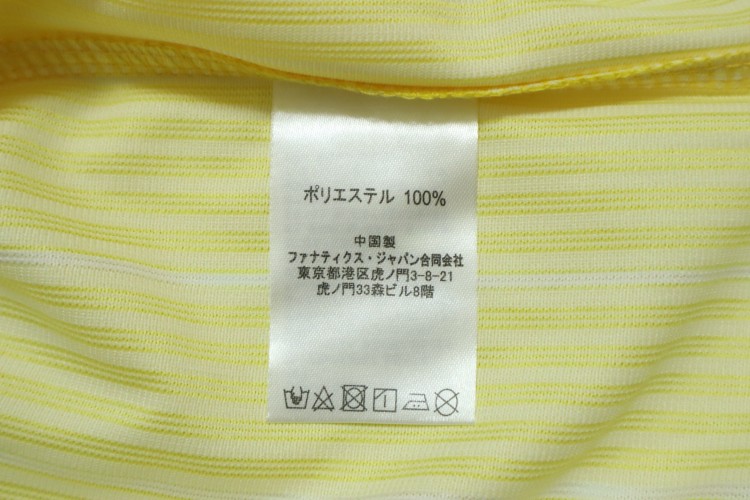 ポリエステル 100%
中国製
ファナティクス・ジャパン合同会社
東京都港区虎ノ門3-8-21
虎ノ門33森ビル8階